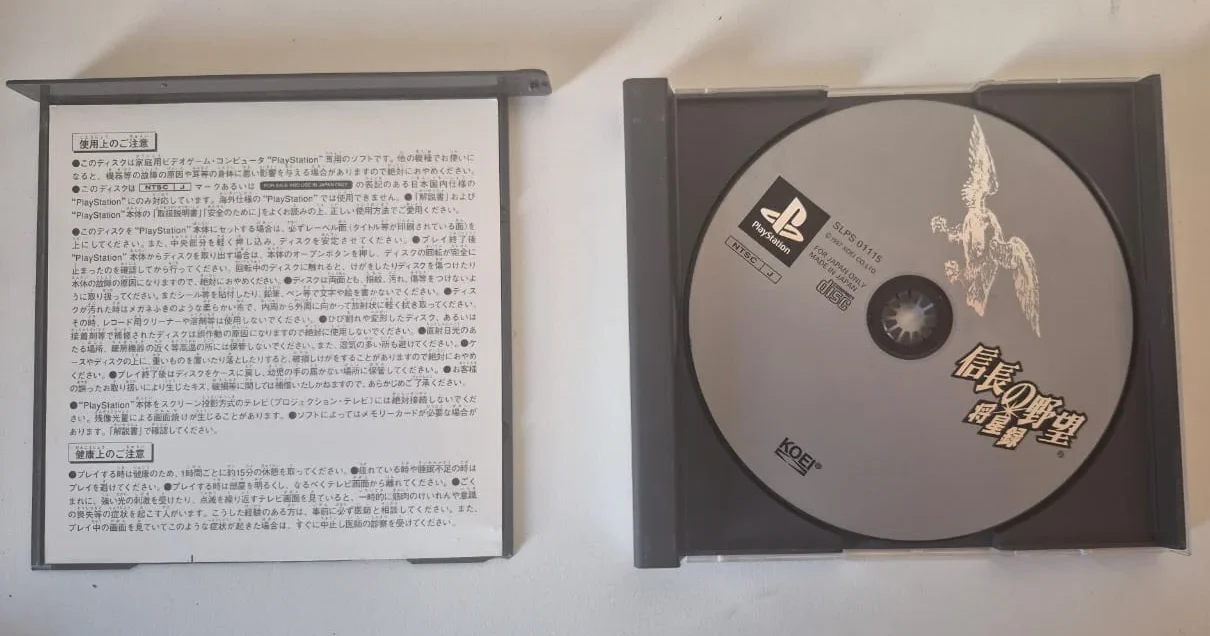 使用上のご注意
●このディスクは家庭用ビデオゲーム・コンピュータ“PlayStation”専用のソフトです。他の機種でお使いに
なると、機器等の故障の原因や耳等の身体に悪い影響を与える場合がありますので絶対におやめください。
●このディスクは NTSC J マークあるいは FOR SALE AND USE IN JAPAN ONLY の表記のある日本国内仕様の
“PlayStation”にのみ対応しています。海外仕様の“PlayStation”では使用できません。●「解説書」および
“PlayStation”本体の「取扱説明書」「安全のために」をよくお読みの上、正しい使用方法でご愛用ください。
●このディスクを“PlayStation”本体にセットする場合は、必ずレーベル面(タイトル等が印刷されている面)を
上にしてください。また、中央部分を軽く押し込み、ディスクを安定させてください。●プレイ終了後
“PlayStation”本体からディスクを取り出す場合は、本体のオープンボタンを押し、ディスクの回転が完全に
止まったのを確認してから行ってください。回転中のディスクに触れると、けがをしたりディスクを傷つけたり
本体の故障の原因になりますので、絶対におやめください。●ディスクは両面とも、指紋、汚れ、傷等をつけないよ
うに取り扱ってください。またシール等を貼付したり、鉛筆、ペン等で文字や絵を書かないでください。●ディス
クが汚れた時はメガネふきのような柔らかい布で、内周から外周に向かって放射状に軽く拭き取ってください。
その時、レコード用クリーナーや溶剤等は使用しないでください。●ひび割れや変形したディスク、あるいは
接着剤等で補修されたディスクは誤作動の原因になりますので絶対に使用しないでください。●直射日光のあ
たる場所、暖房機器の近く等高温の所には保管しないでください。また、湿気の多い所も避けてください。●ケ
ースやディスクの上に、重いものを置いたり落としたりすると、破損しけがをすることがありますので絶対におやめ
ください。●プレイ終了後はディスクをケースに戻し、幼児の手の届かない場所に保管してください。●お客様
の誤ったお取り扱いにより生じたキズ、破損等に関しては補償いたしかねますので、あらかじめご了承ください。
●“PlayStation”本体をスクリーン投影方式のテレビ(プロジェクション・テレビ)には絶対接続しないでくだ
さい。残像光量による画面焼けが生じることがあります。●ソフトによってはメモリーカードが必要な場合が
あります。「解説書」で確認してください。
健康上のご注意
●プレイする時は健康のため、1時間ごとに約15分の休憩を取ってください。●疲れている時や睡眠不足の時は
プレイを避けてください。●プレイする時は部屋を明るくし、なるべくテレビ画面から離れてください。●ごく
まれに、強い光の刺激を受けたり、点滅を繰り返すテレビ画面を見ていると、一時的に筋肉のけいれんや意識
の喪失等の症状を起こす人がいます。こうした経験のある方は、事前に必ず医師と相談してください。また、
プレイ中の画面を見ていてこのような症状が起きた場合は、すぐに中止し医師の診察を受けてください。
PlayStation
NTSC J
SLPS 01115
© 1997 KOEI CO.,LTD
FOR JAPAN ONLY
MADE IN JAPAN
disc
信長の野望
将星録
®
KOEI®